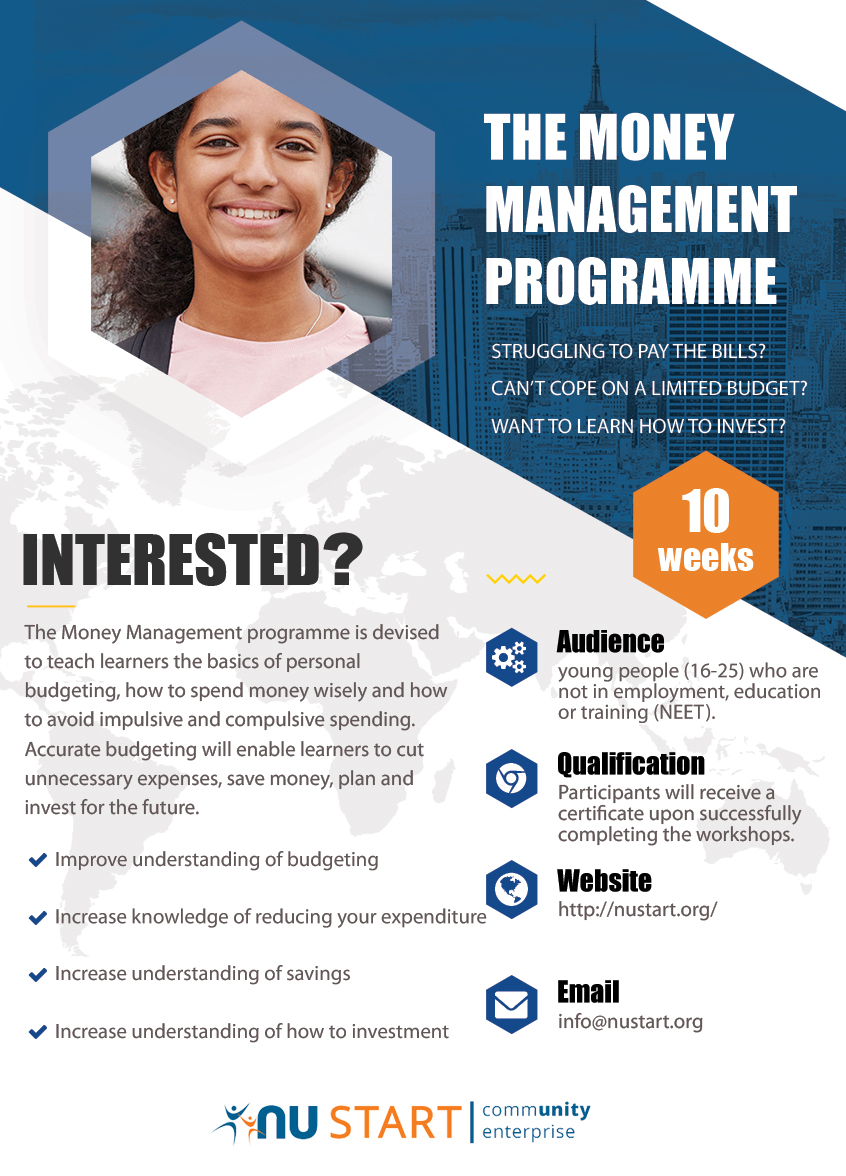 THE MONEY
MANAGEMENT
PROGRAMME
STRUGGLING TO PAY THE BILLS?
CAN'T COPE ON A LIMITED BUDGET?
WANT TO LEARN HOW TO INVEST?
10
weeks
INTERESTED?
The Money Management programme is devised
to teach learners the basics of personal
budgeting, how to spend money wisely and how
to avoid impulsive and compulsive spending.
Accurate budgeting will enable learners to cut
unnecessary expenses, save money, plan and
invest for the future.
Improve understanding of budgeting
Increase knowledge of reducing your expenditure
Increase understanding of savings
Increase understanding of how to investment
Audience
young people (16-25) who are
not in employment, education
or training (NEET).
Qualification
Participants will receive a
certificate upon successfully
completing the workshops.
Website
http://nustart.org/
Email
info@nustart.org
nu START
community
enterprise